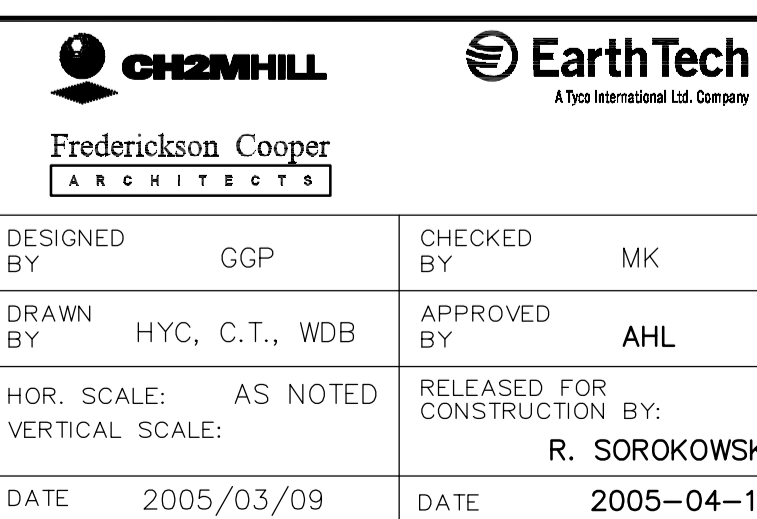 CH2MHILL
EarthTech
A Tyco International Ltd. Company
Frederickson Cooper
ARCHITECTS
DESIGNED BY GGP
CHECKED BY MK
DRAWN BY HYC, C.T., WDB
APPROVED BY AHL
HOR. SCALE: AS NOTED
VERTICAL SCALE:
RELEASED FOR
CONSTRUCTION BY:
R. SOROKOWSK
DATE 2005/03/09
DATE 2005-04-1